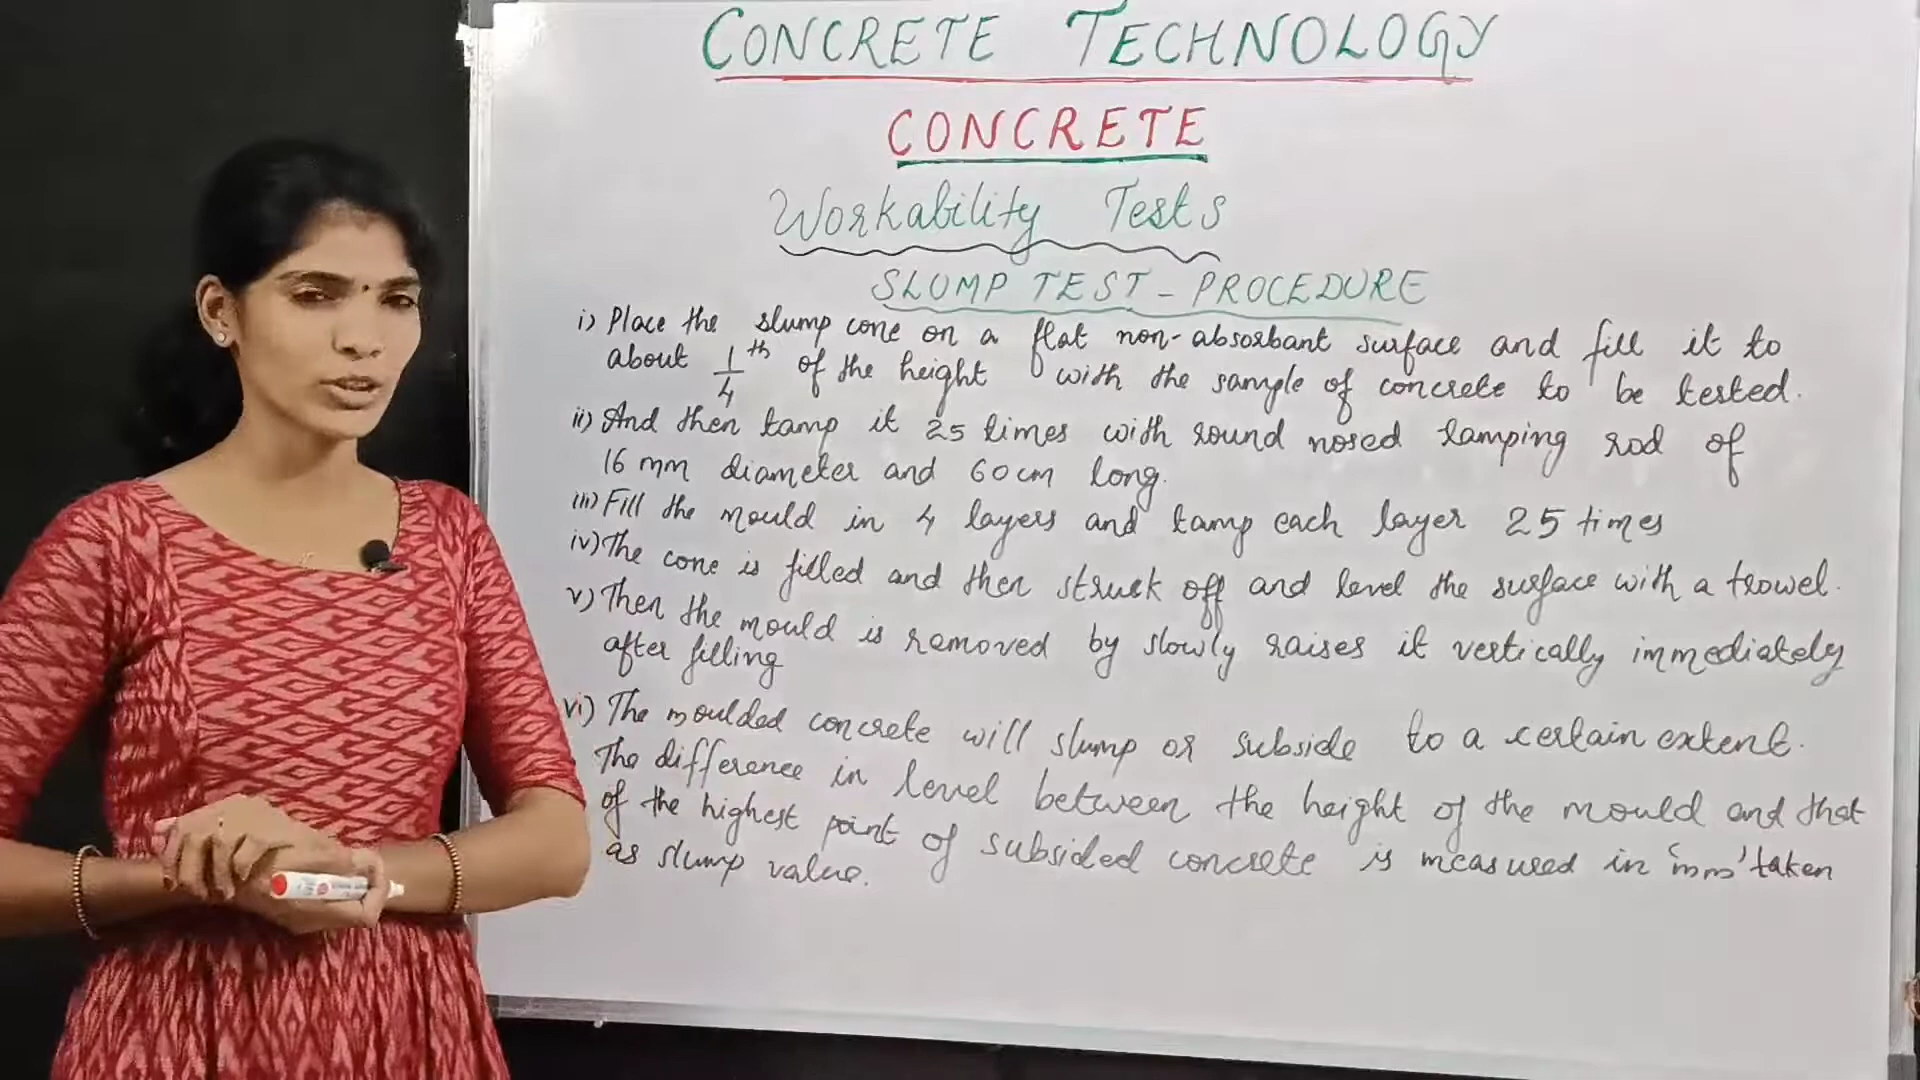 CONCRETE TECHNOLOGY
CONCRETE
Workability Tests
SLUMP TEST - PROCEDURE
i) Place the slump cone on a flat non-absorbant surface and fill it to
about 1/4 th of the height with the sample of concrete to be tested.
ii) And then tamp it 25 times with round nosed tamping rod of
16 mm diameter and 60 cm long.
iii) Fill the mould in 4 layers and tamp each layer 25 times
iv) The cone is filled and then struk off and level the surface with a trowel.
v) Then the mould is removed by slowly raises it vertically immediately
after filling
vi) The moulded concrete will slump or subside to a certain extent.
The difference in level between the height of the mould and that
of the highest point of subsided concrete is measured in 'mm' taken
as slump value.